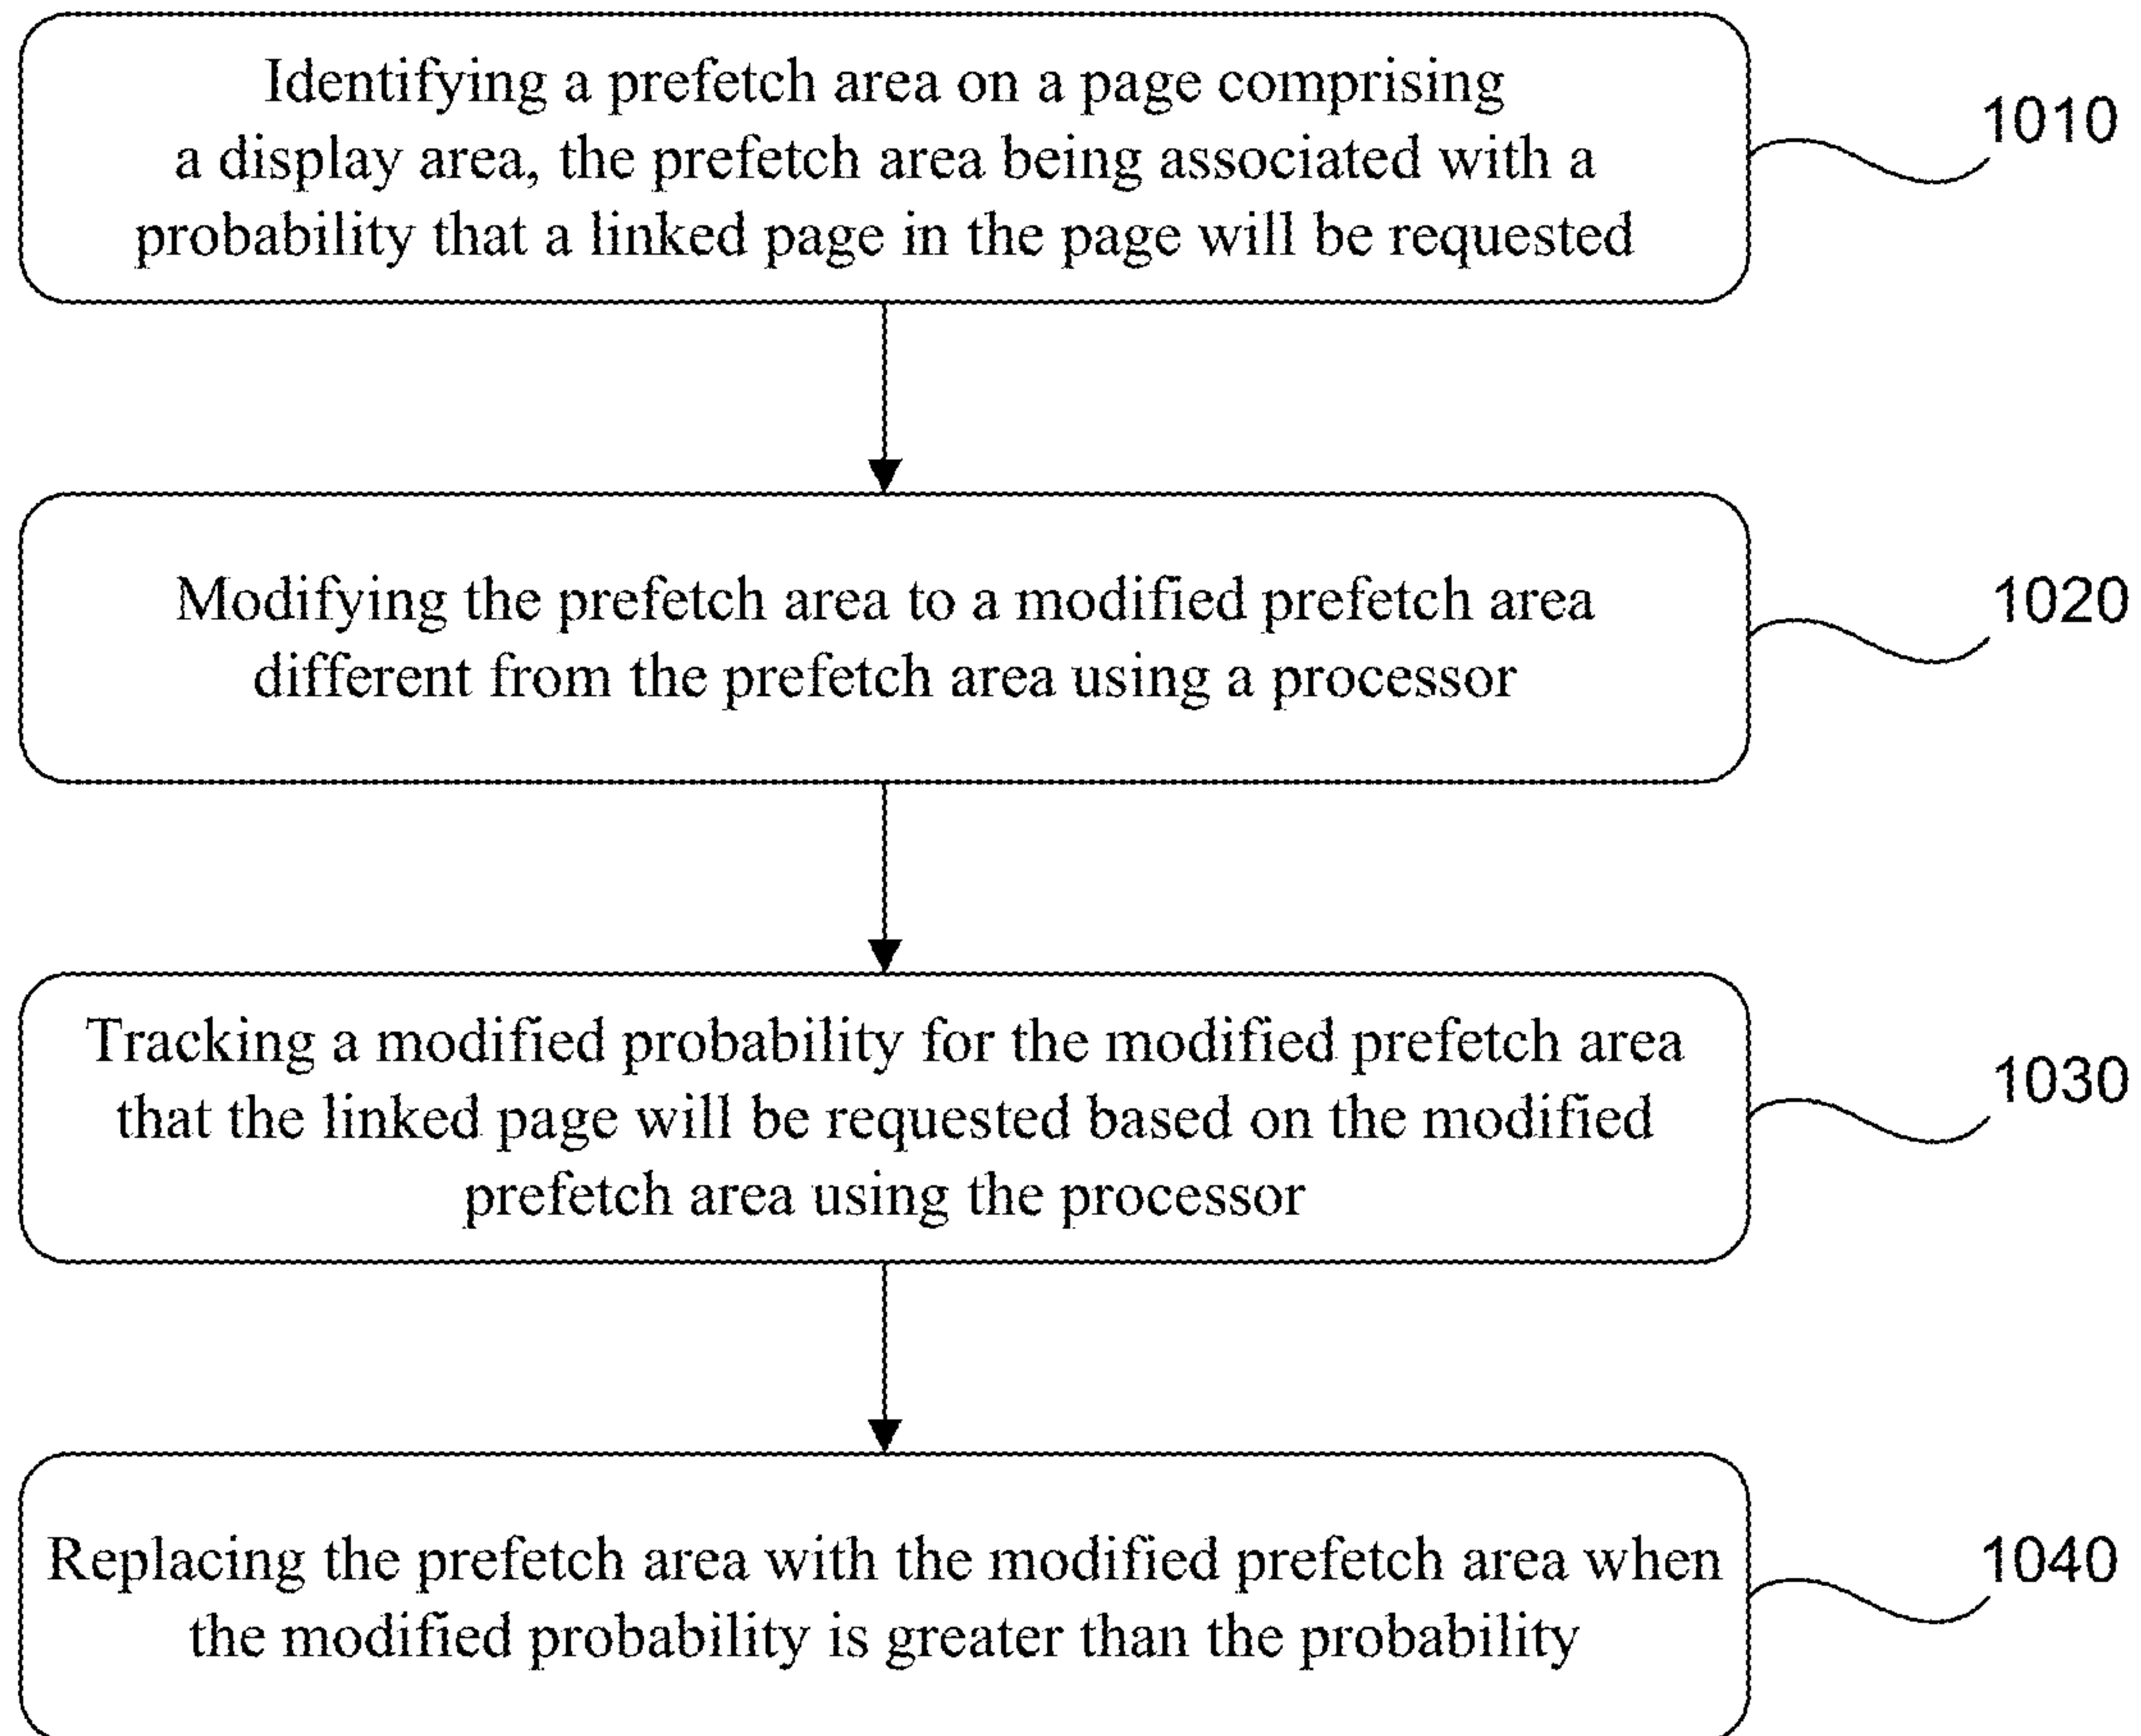 Identifying a prefetch area on a page comprising
a display area, the prefetch area being associated with a
probability that a linked page in the page will be requested
1010
Modifying the prefetch area to a modified prefetch area
different from the prefetch area using a processor
1020
Tracking a modified probability for the modified prefetch area
that the linked page will be requested based on the modified
prefetch area using the processor
1030
Replacing the prefetch area with the modified prefetch area when
the modified probability is greater than the probability
1040